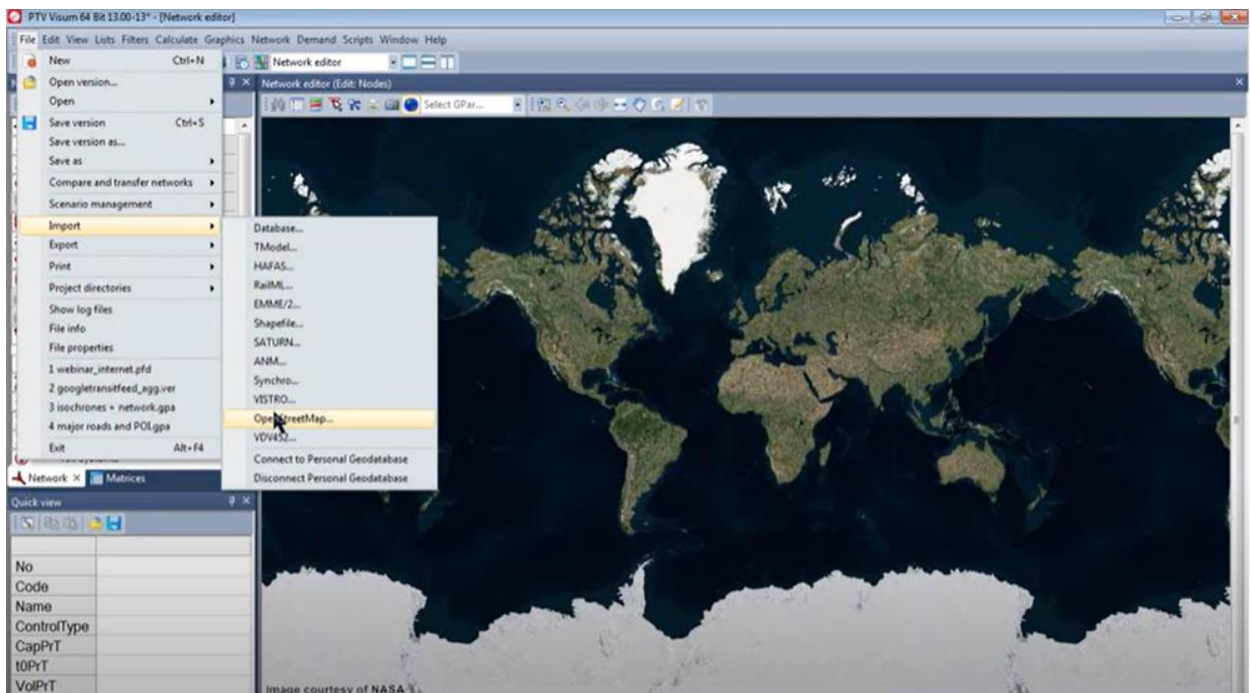 PTV Visum 64 Bit 13.00-13* - [Network editor]
File Edit View Lists Filters Calculate Graphics Network Demand Scripts Window Help
Network editor
New Ctrl+N
Open version...
Open
Save version Ctrl+S
Save version as...
Save as
Compare and transfer networks
Scenario management
Import
Export
Print
Project directories
Show log files
File info
File properties
1 webinar_internet.pfd
2 googletransitfeed_agg.ver
3 isochrones + network.gpa
4 major roads and POI.gpa
Exit Alt+F4
Database...
TModel...
HAFAS...
RailML...
EMME/2...
Shapefile...
SATURN...
ANM...
Synchro...
VISTRO...
OpenStreetMap...
VDV452...
Connect to Personal Geodatabase
Disconnect Personal Geodatabase
Network editor (Edit: Nodes)
Select GPar...
Network Matrices
Quick view
No
Code
Name
ControlType
CapPrT
t0PrT
VolPrT
Image courtesy of NASA